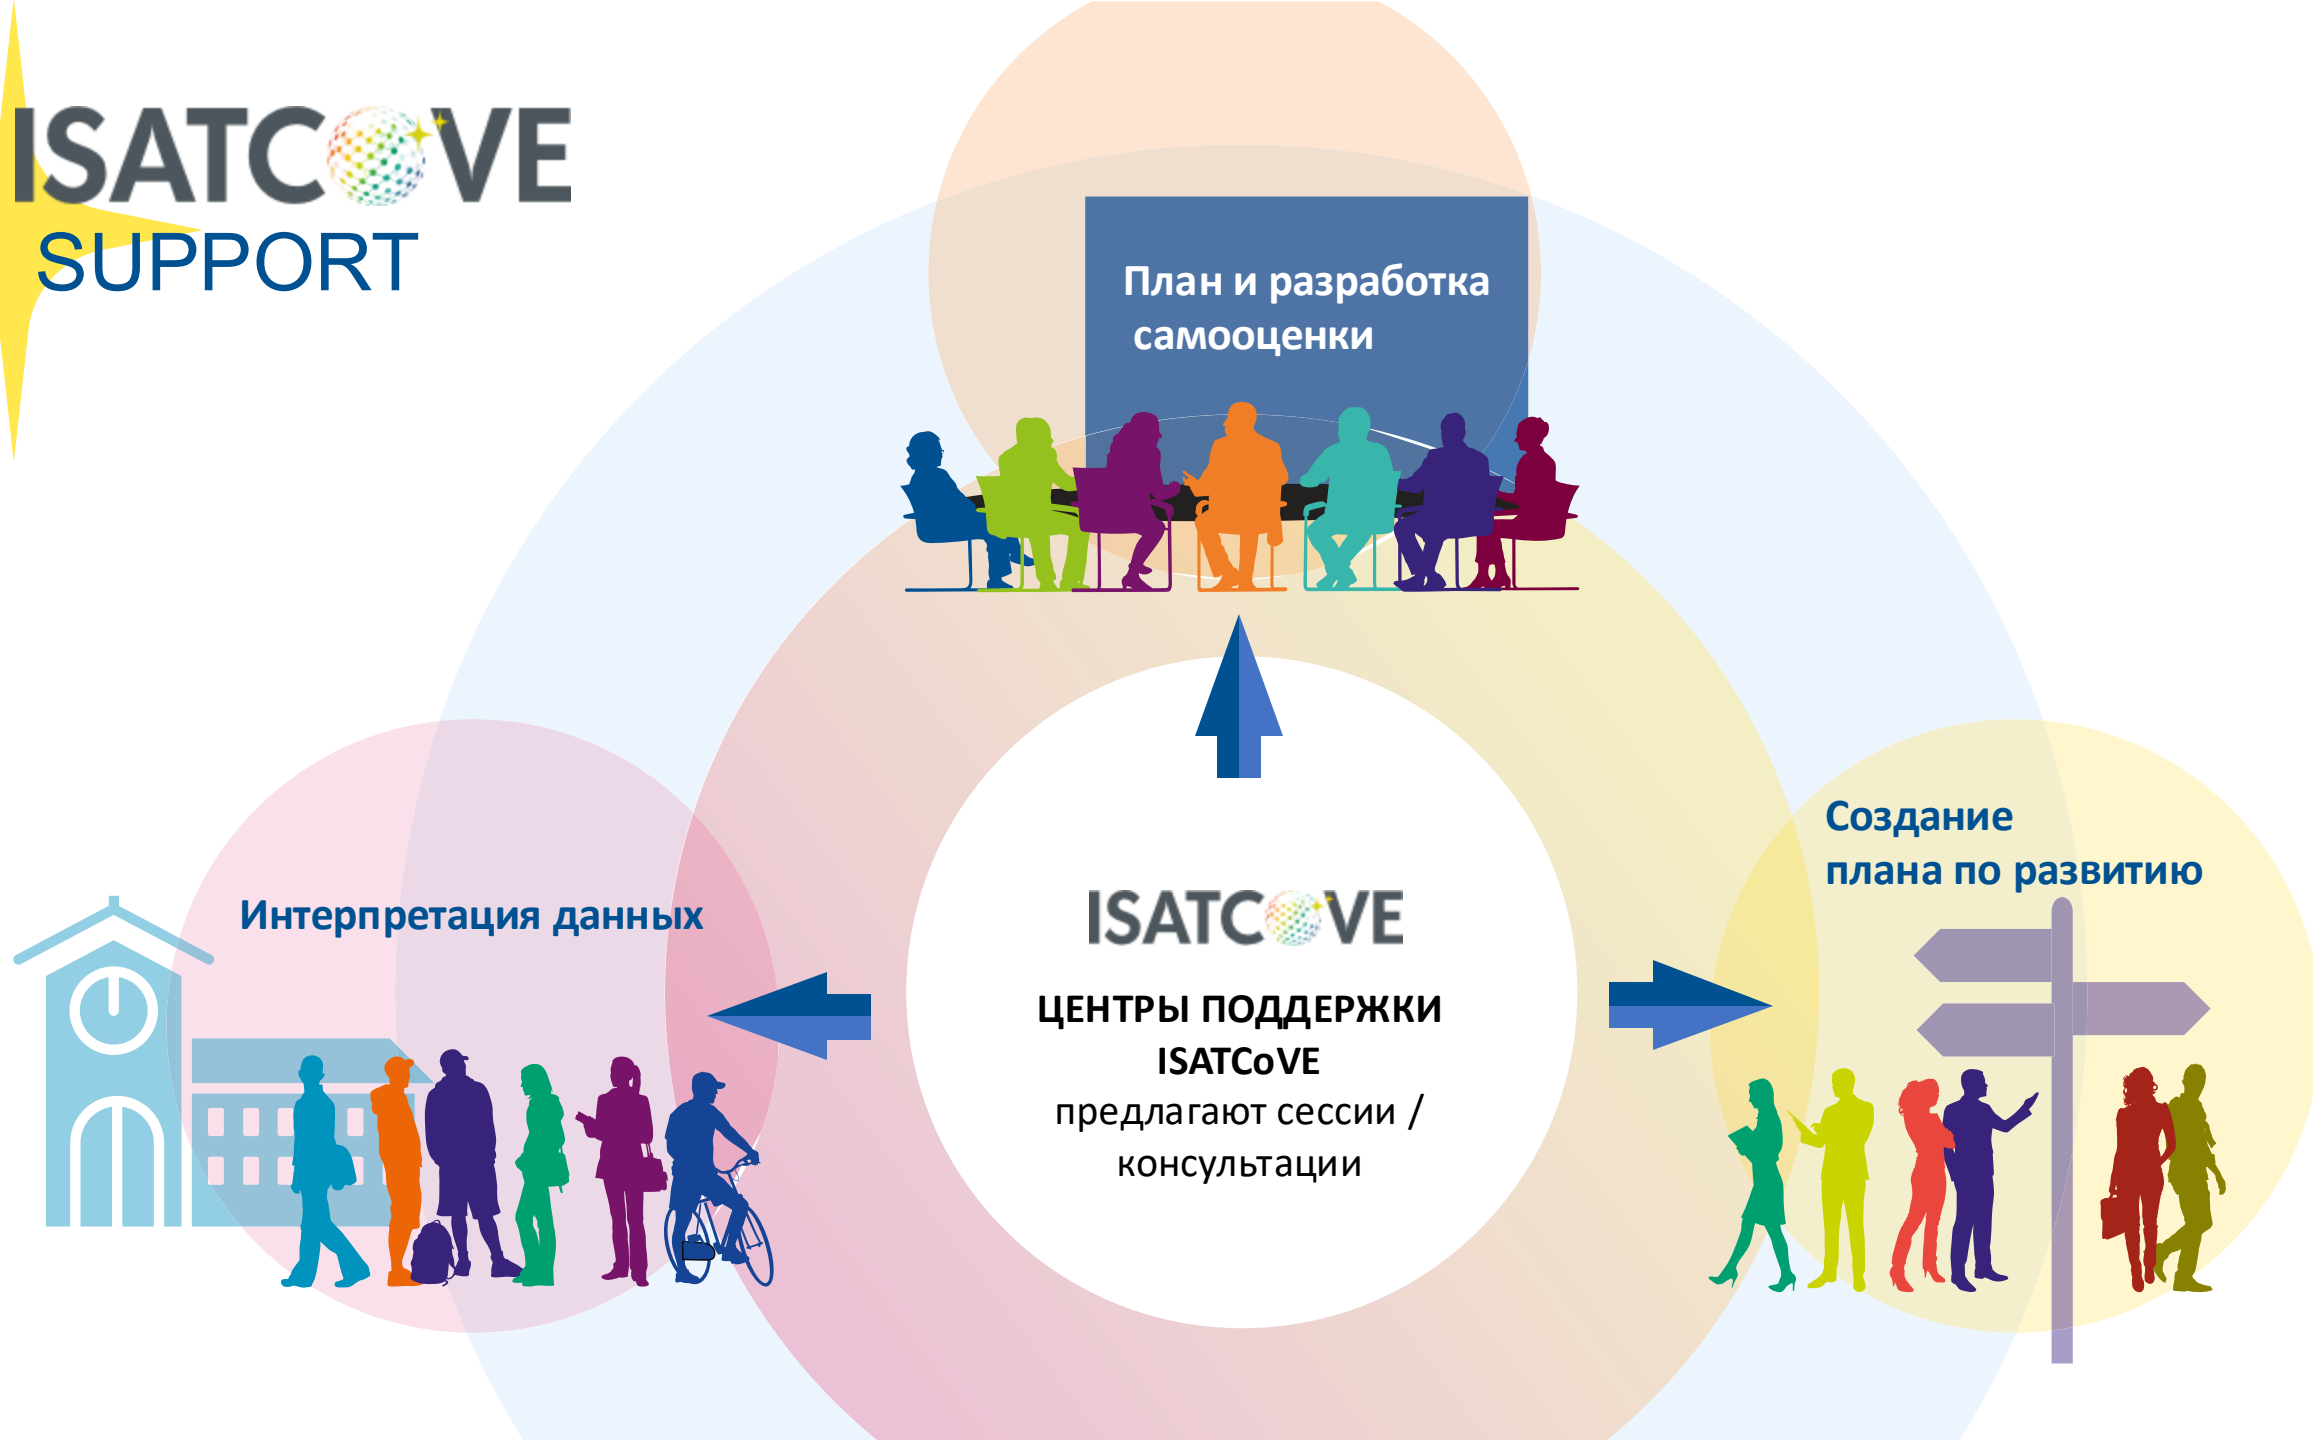 ISATCOVE
SUPPORT
План и разработка
самооценки
Интерпретация данных
Создание
плана по развитию
ISATCOVE
ЦЕНТРЫ ПОДДЕРЖКИ
ISATCoVE
предлагают сессии /
консультации